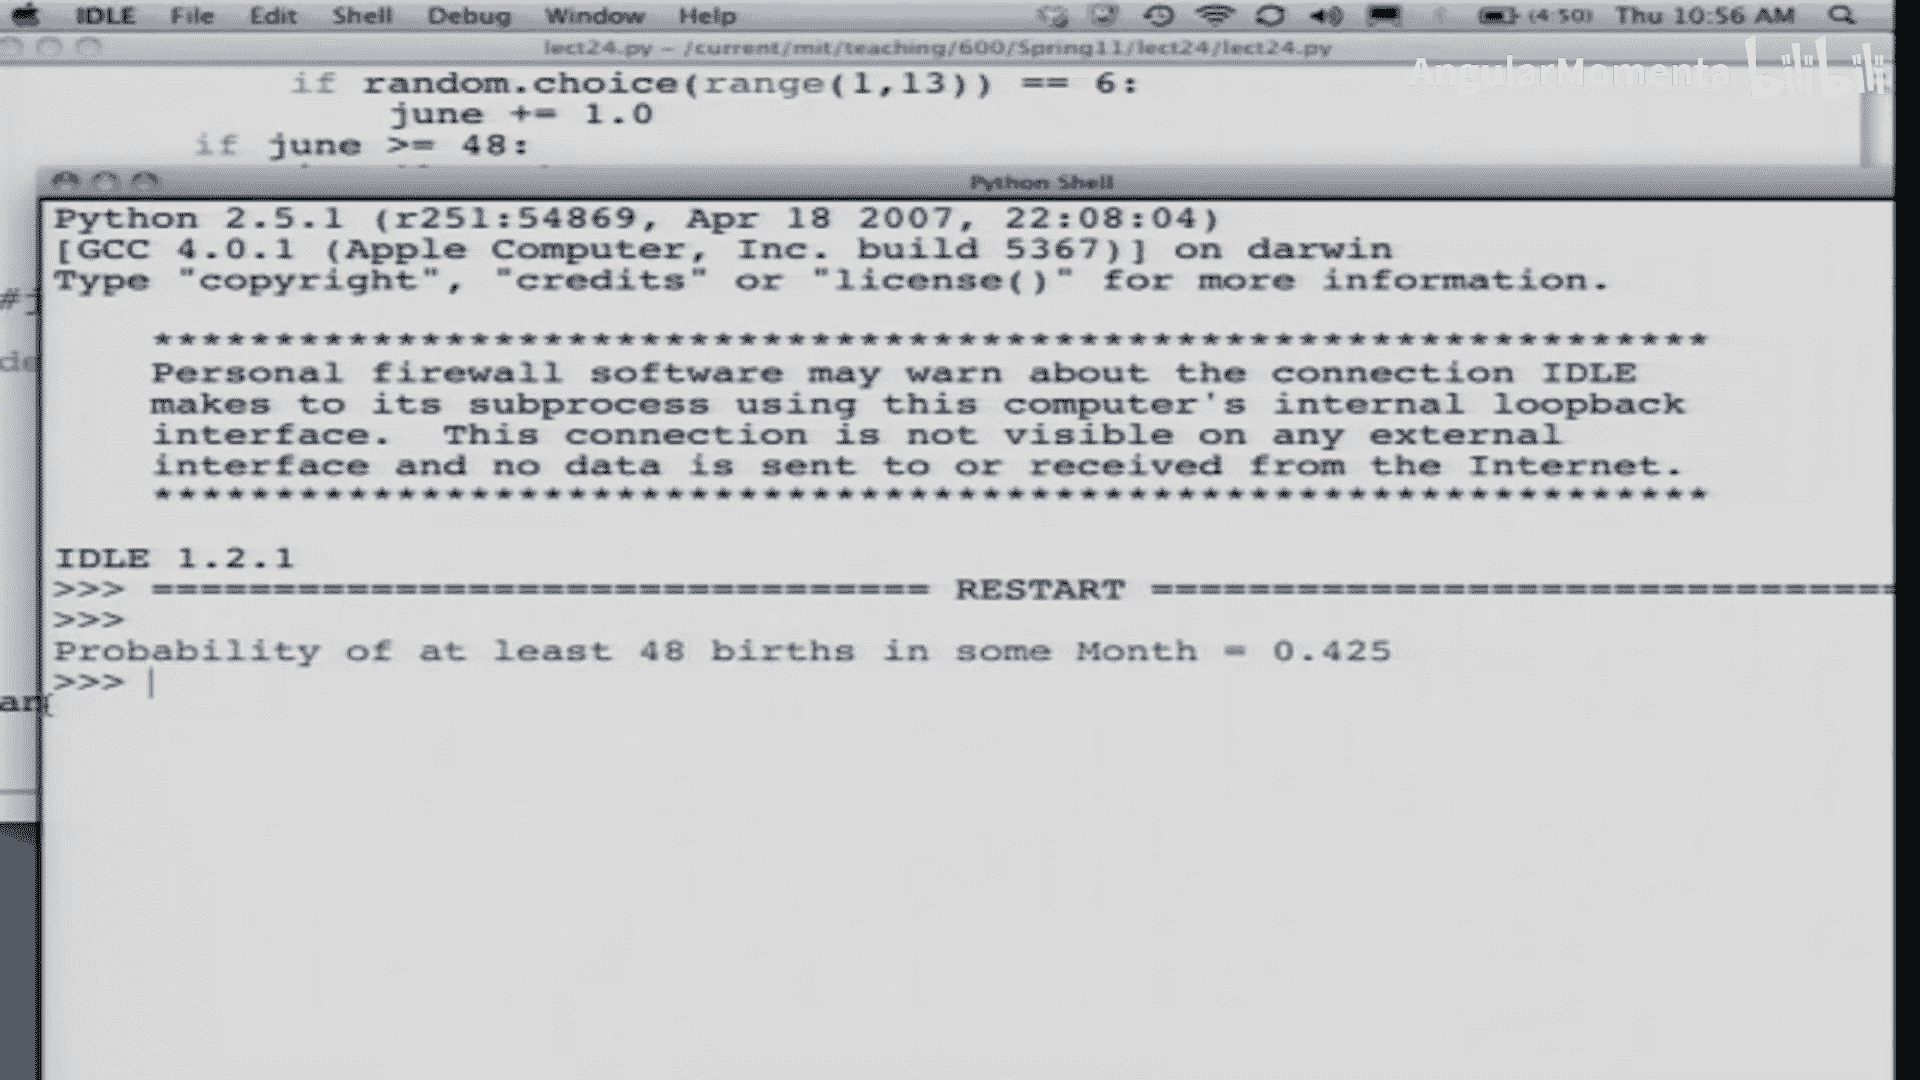 IDLE File Edit Shell Debug Window Help (4:50) Thu 10:56 AM
lect24.py – /current/mit/teaching/600/Spring11/lect24/lect24.py
AngularMomenta bilibili
if random.choice(range(1,13)) == 6:
june += 1.0
if june >= 48:
Python Shell
Python 2.5.1 (r251:54869, Apr 18 2007, 22:08:04)
[GCC 4.0.1 (Apple Computer, Inc. build 5367)] on darwin
Type "copyright", "credits" or "license()" for more information.
****************************************************************
Personal firewall software may warn about the connection IDLE
makes to its subprocess using this computer's internal loopback
interface.  This connection is not visible on any external
interface and no data is sent to or received from the Internet.
****************************************************************
IDLE 1.2.1
>>> ================================ RESTART ===============================
>>>
Probability of at least 48 births in some Month = 0.425
>>>